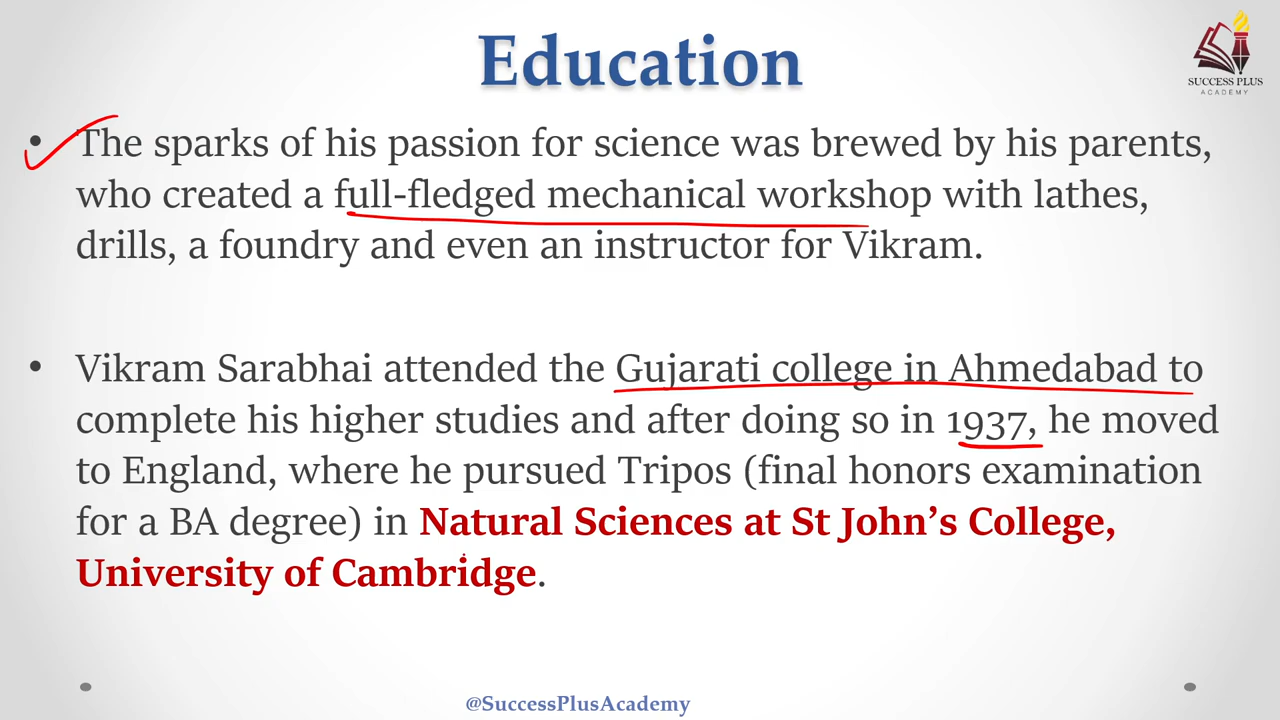 Education
SUCCESS PLUS
ACADEMY
• The sparks of his passion for science was brewed by his parents,
who created a full-fledged mechanical workshop with lathes,
drills, a foundry and even an instructor for Vikram.
• Vikram Sarabhai attended the Gujarati college in Ahmedabad to
complete his higher studies and after doing so in 1937, he moved
to England, where he pursued Tripos (final honors examination
for a BA degree) in Natural Sciences at St John’s College,
University of Cambridge.
@SuccessPlusAcademy